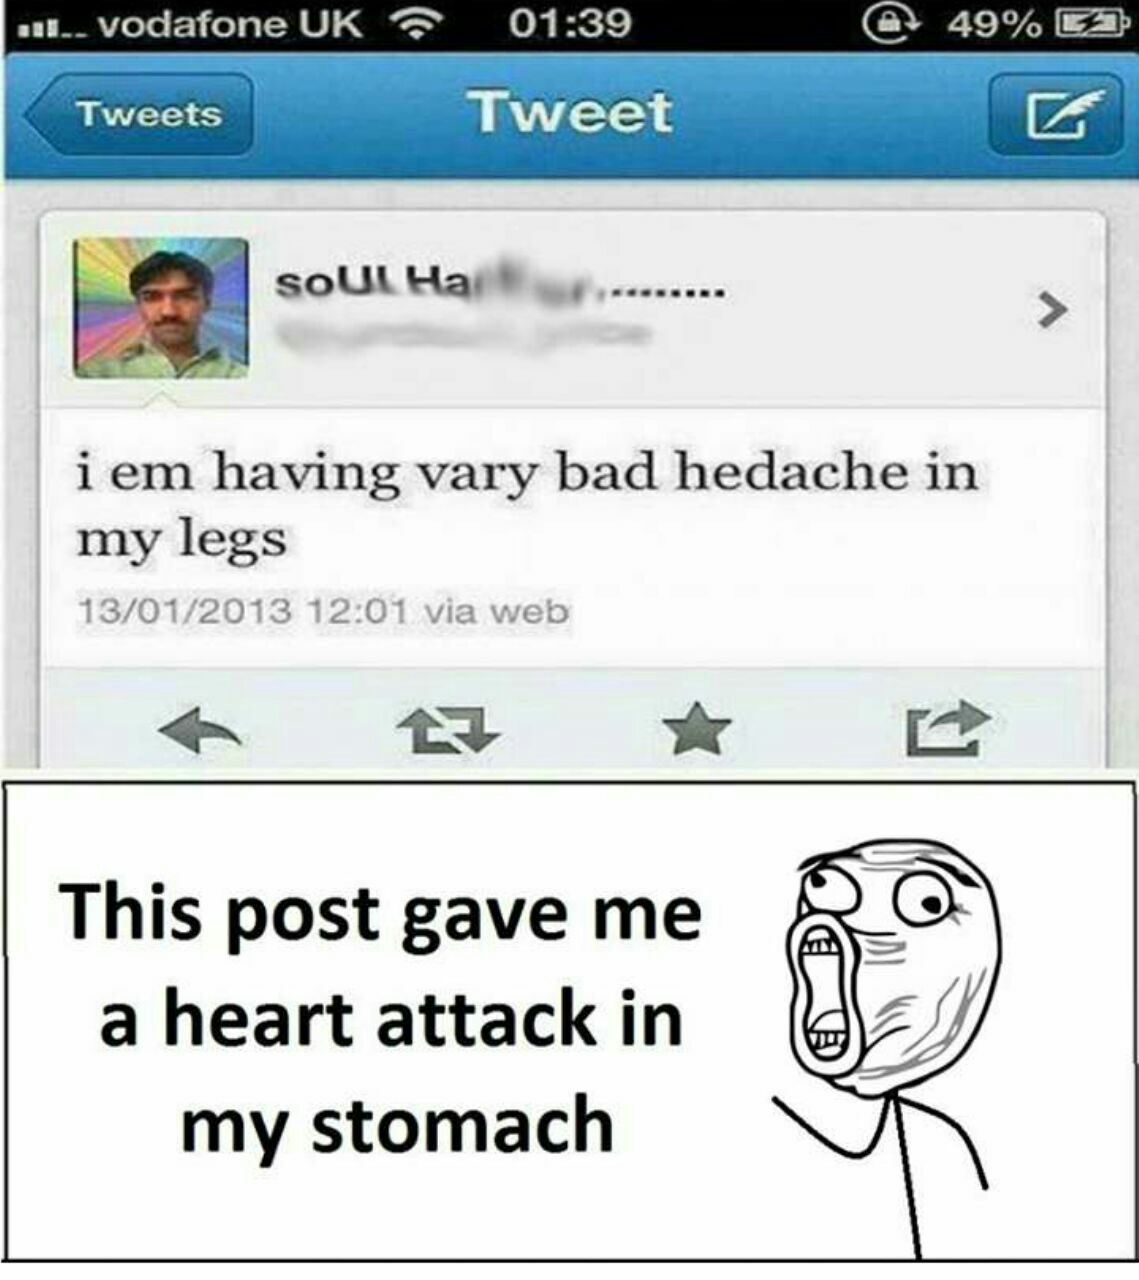 vodafone UK 01:39 49%
Tweets Tweet
soUL
i em having vary bad hedache in
my legs
13/01/2013 12:01 via web
This post gave me
a heart attack in
my stomach